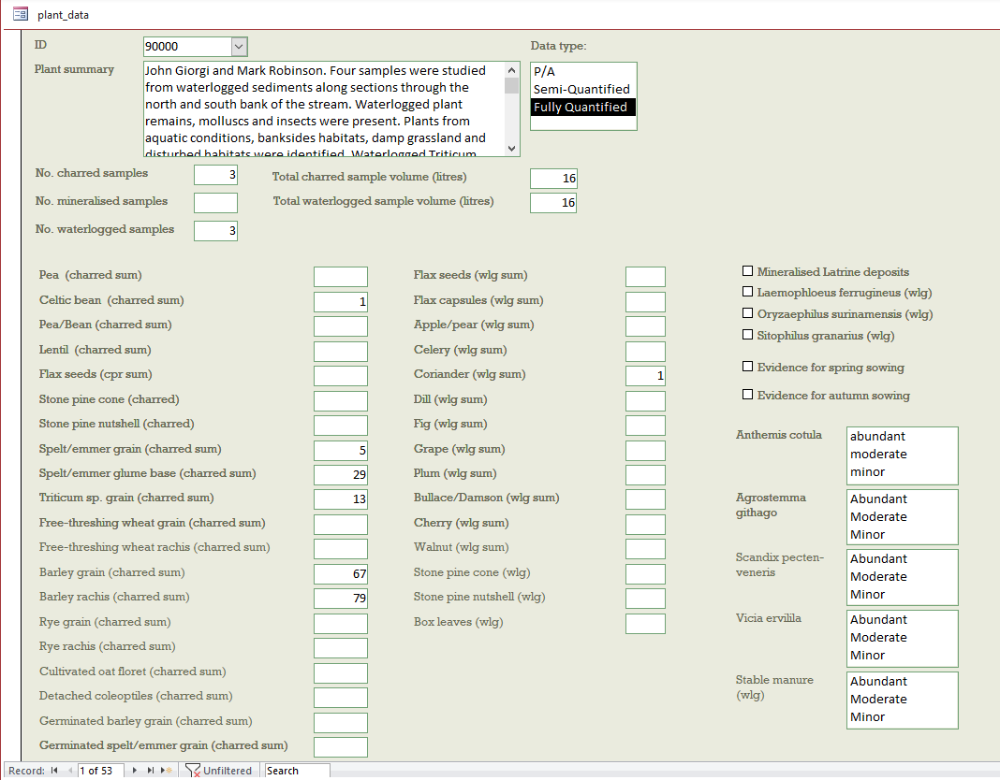 plant_data
ID
90000
Data type:
Plant summary
John Giorgi and Mark Robinson. Four samples were studied
from waterlogged sediments along sections through the
north and south bank of the stream. Waterlogged plant
remains, molluscs and insects were present. Plants from
aquatic conditions, banksides habitats, damp grassland and
disturbed habitats were identified. Waterlogged Triticum
P/A
Semi-Quantified
Fully Quantified
No. charred samples 3
Total charred sample volume (litres) 16
No. mineralised samples
Total waterlogged sample volume (litres) 16
No. waterlogged samples 3
Pea (charred sum)
Celtic bean (charred sum) 1
Pea/Bean (charred sum)
Lentil (charred sum)
Flax seeds (cpr sum)
Stone pine cone (charred)
Stone pine nutshell (charred)
Spelt/emmer grain (charred sum) 5
Spelt/emmer glume base (charred sum) 29
Triticum sp. grain (charred sum) 13
Free-threshing wheat grain (charred sum)
Free-threshing wheat rachis (charred sum)
Barley grain (charred sum) 67
Barley rachis (charred sum) 79
Rye grain (charred sum)
Rye rachis (charred sum)
Cultivated oat floret (charred sum)
Detached coleoptiles (charred sum)
Germinated barley grain (charred sum)
Germinated spelt/emmer grain (charred sum)
Flax seeds (wlg sum)
Flax capsules (wlg sum)
Apple/pear (wlg sum)
Celery (wlg sum)
Coriander (wlg sum) 1
Dill (wlg sum)
Fig (wlg sum)
Grape (wlg sum)
Plum (wlg sum)
Bullace/Damson (wlg sum)
Cherry (wlg sum)
Walnut (wlg sum)
Stone pine cone (wlg)
Stone pine nutshell (wlg)
Box leaves (wlg)
Mineralised Latrine deposits
Laemophloeus ferrugineus (wlg)
Oryzaephilus surinamensis (wlg)
Sitophilus granarius (wlg)
Evidence for spring sowing
Evidence for autumn sowing
Anthemis cotula
abundant
moderate
minor
Agrostemma
githago
Abundant
Moderate
Minor
Scandix pecten-
veneris
Abundant
Moderate
Minor
Vicia ervilila
Abundant
Moderate
Minor
Stable manure
(wlg)
Abundant
Moderate
Minor
Record: 1 of 53 Unfiltered Search